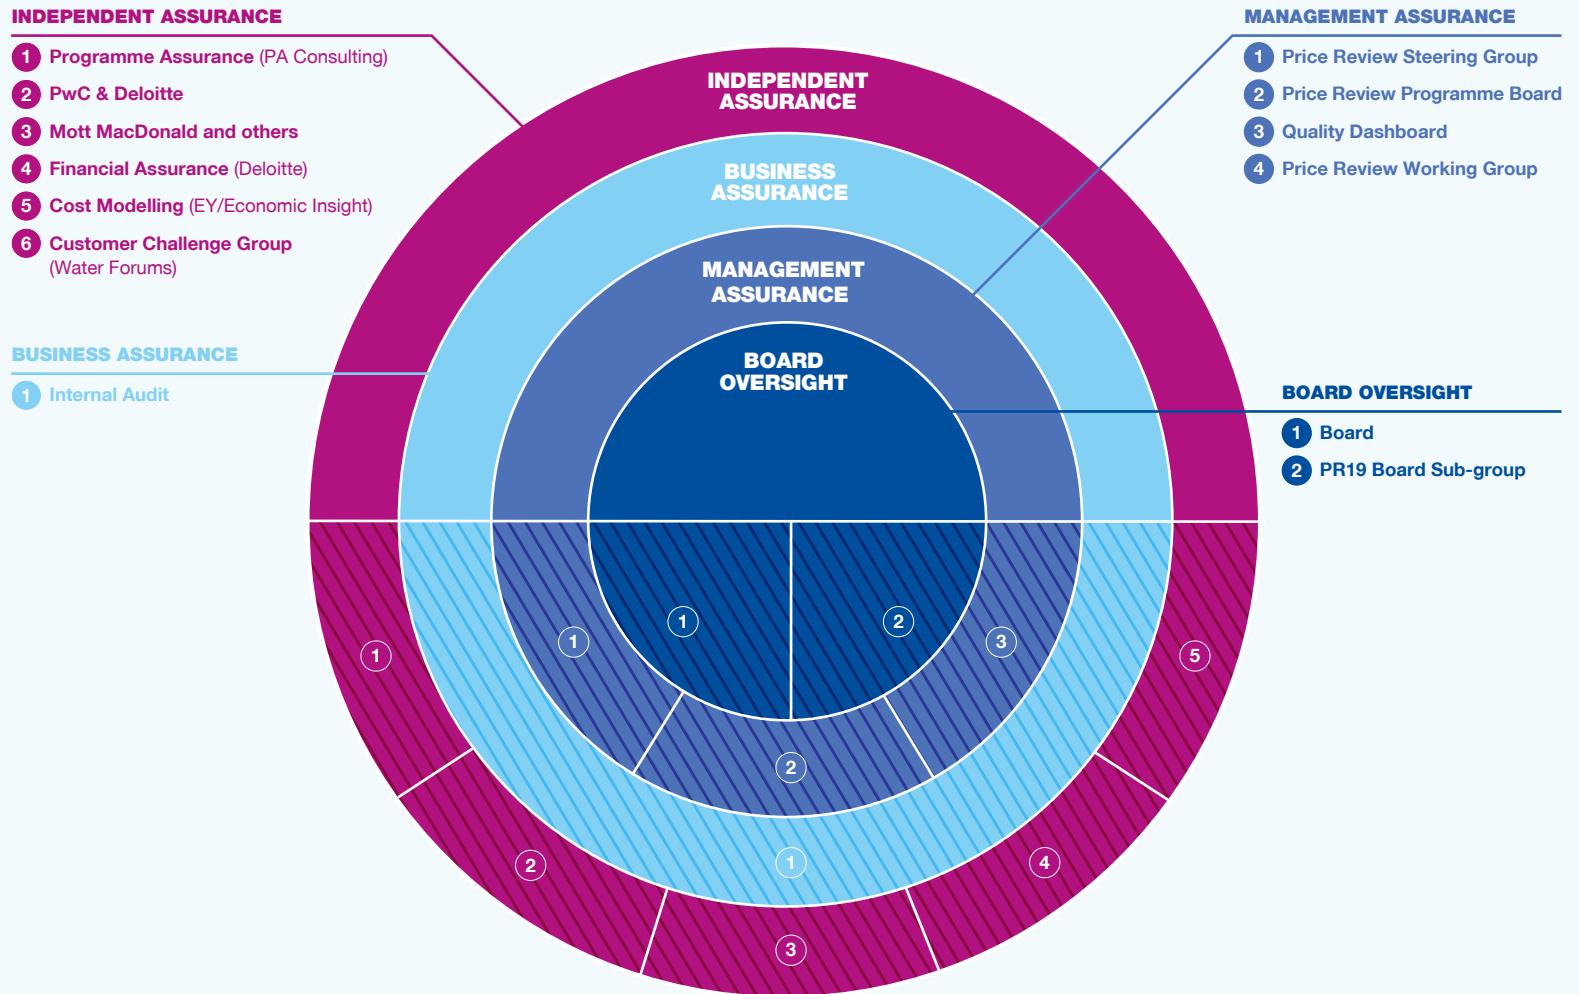 INDEPENDENT ASSURANCE
1 Programme Assurance (PA Consulting)
2 PwC & Deloitte
3 Mott MacDonald and others
4 Financial Assurance (Deloitte)
5 Cost Modelling (EY/Economic Insight)
6 Customer Challenge Group
(Water Forums)
BUSINESS ASSURANCE
1 Internal Audit
MANAGEMENT ASSURANCE
1 Price Review Steering Group
2 Price Review Programme Board
3 Quality Dashboard
4 Price Review Working Group
BOARD OVERSIGHT
1 Board
2 PR19 Board Sub-group
INDEPENDENT
ASSURANCE
BUSINESS
ASSURANCE
MANAGEMENT
ASSURANCE
BOARD
OVERSIGHT
1
2
1
2
3
1
1
2
3
4
5